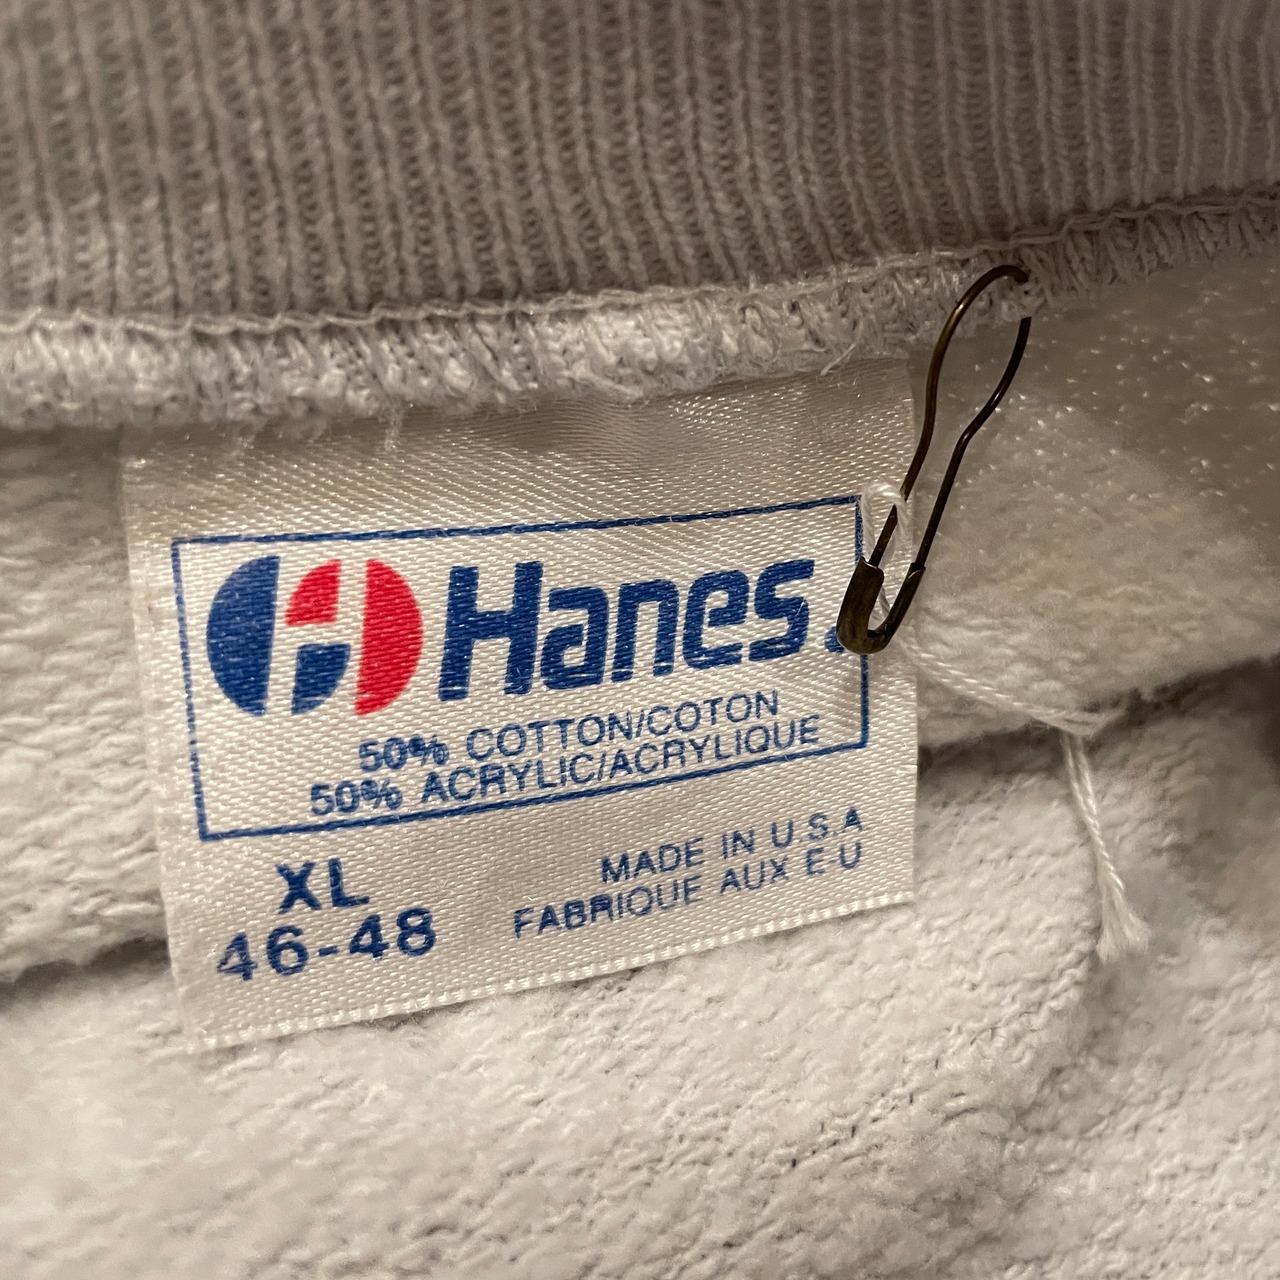 Hanes.
50% COTTON/COTON
50% ACRYLIC/ACRYLIQUE
XL
46-48
MADE IN U.S.A
FABRIQUE AUX E-U